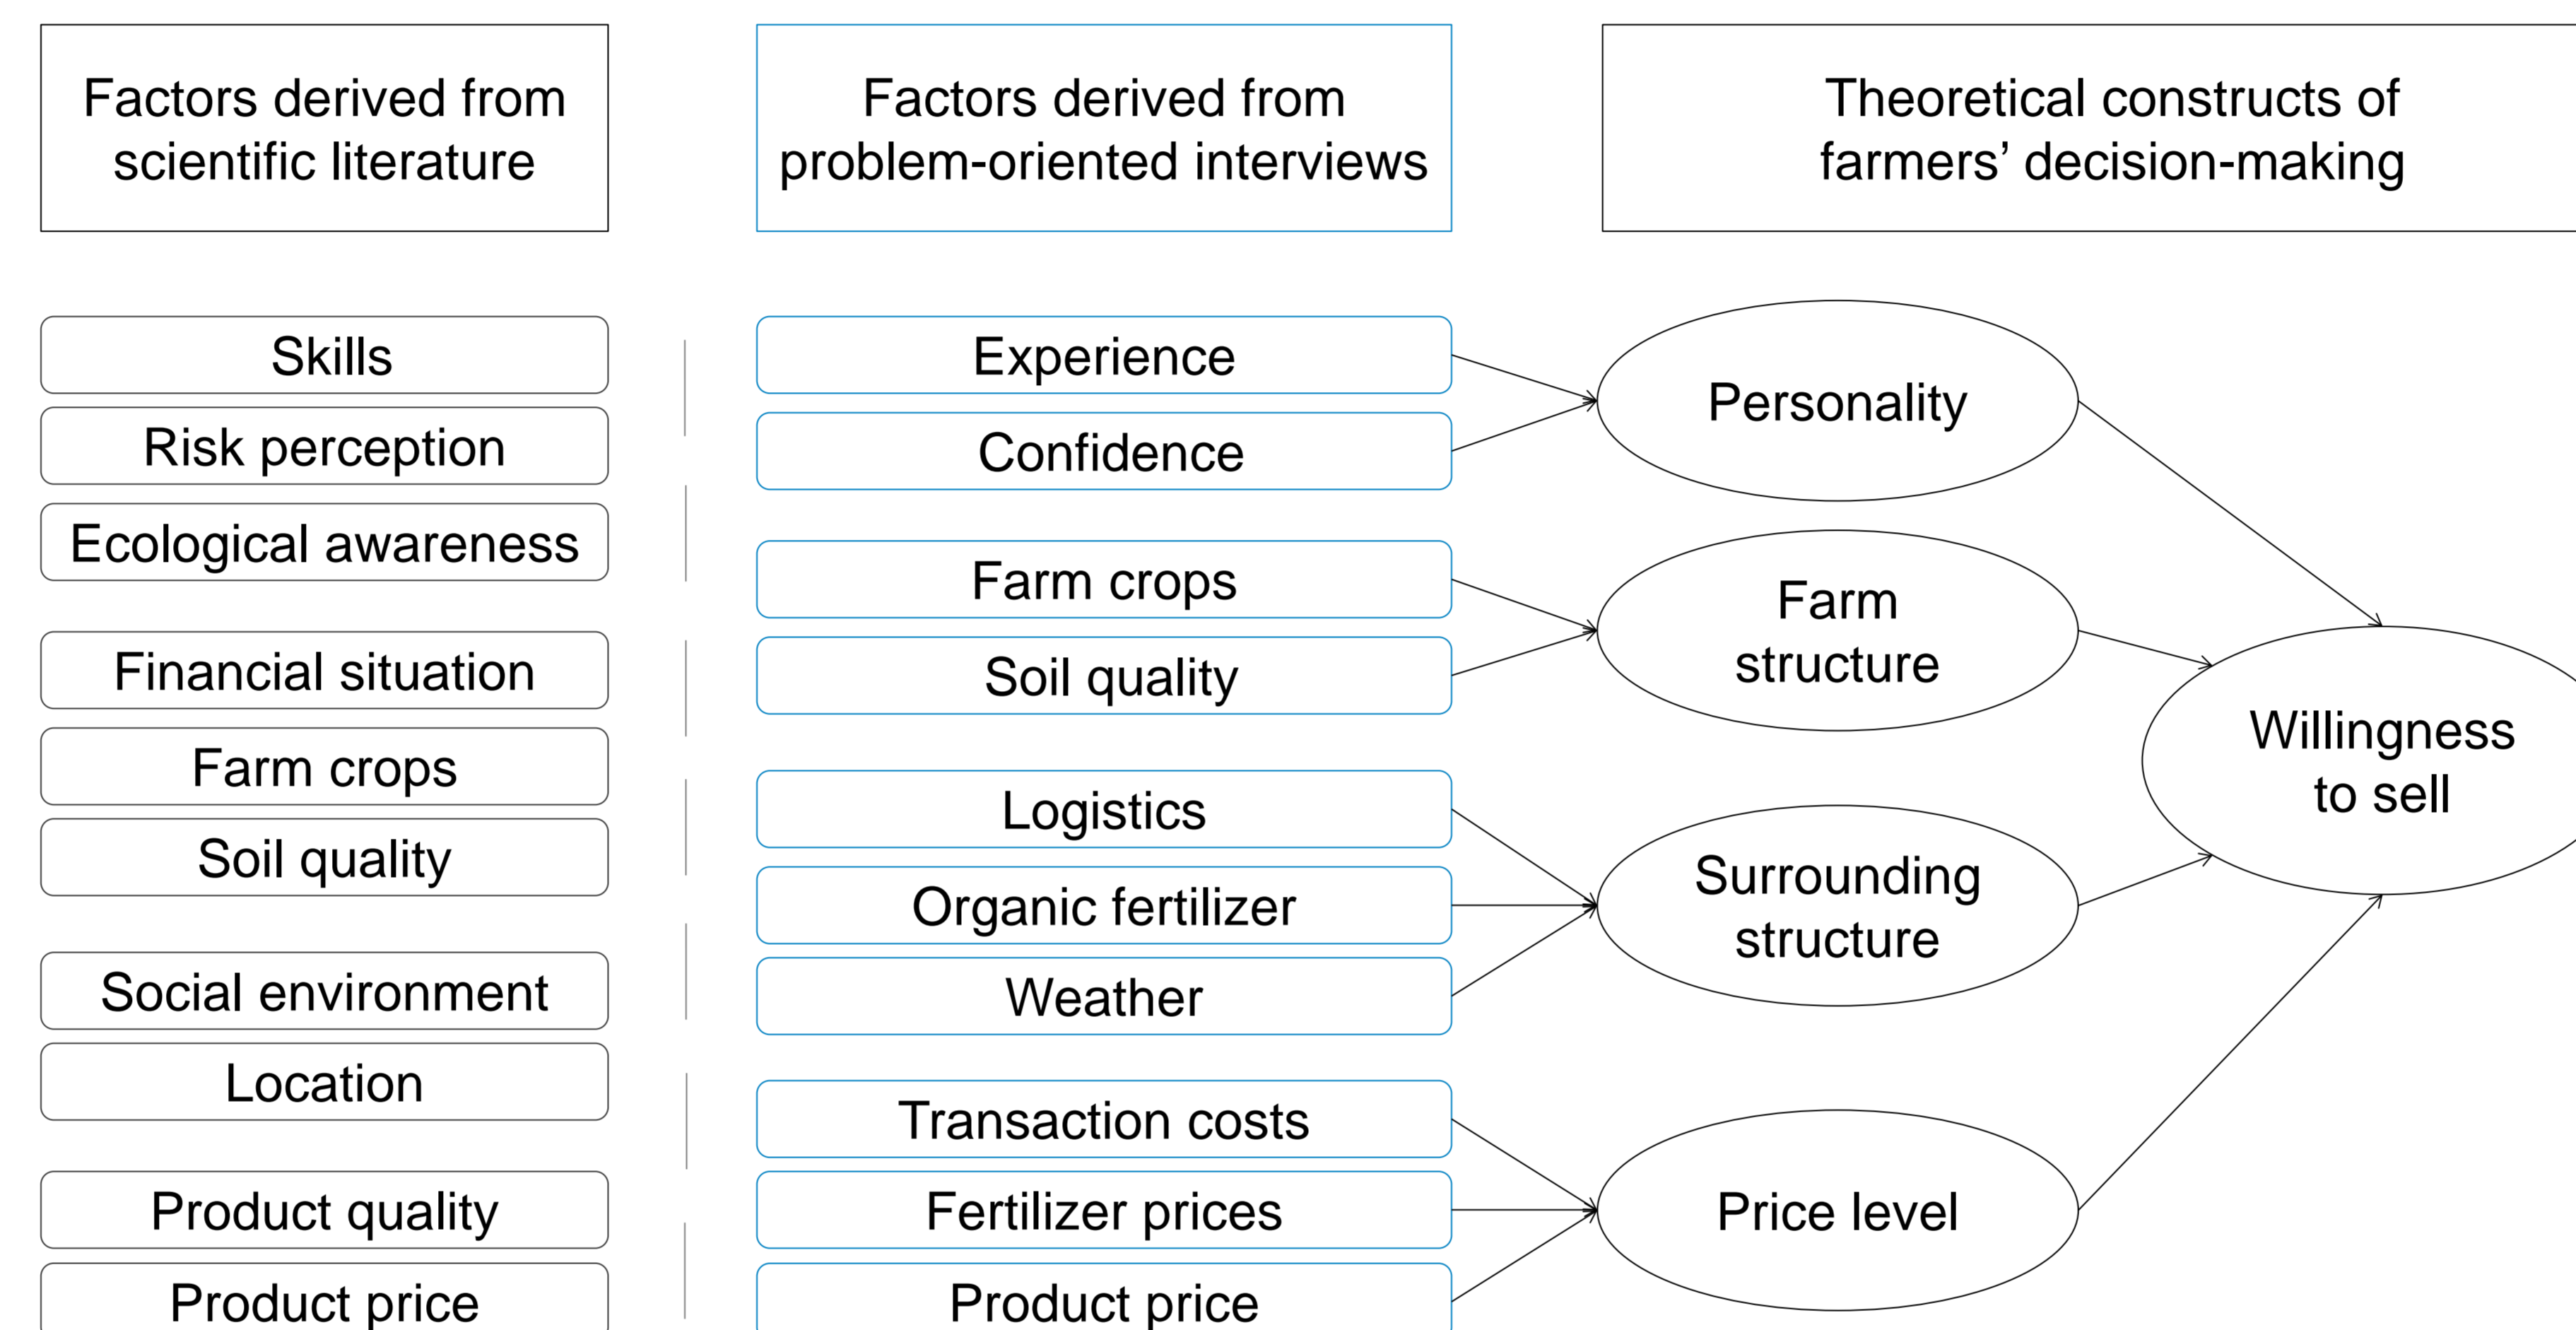 Factors derived from
scientific literature
Factors derived from
problem-oriented interviews
Theoretical constructs of
farmers’ decision-making
Skills
Risk perception
Ecological awareness
Financial situation
Farm crops
Soil quality
Social environment
Location
Product quality
Product price
Experience
Confidence
Farm crops
Soil quality
Logistics
Organic fertilizer
Weather
Transaction costs
Fertilizer prices
Product price
Personality
Farm
structure
Surrounding
structure
Price level
Willingness
to sell